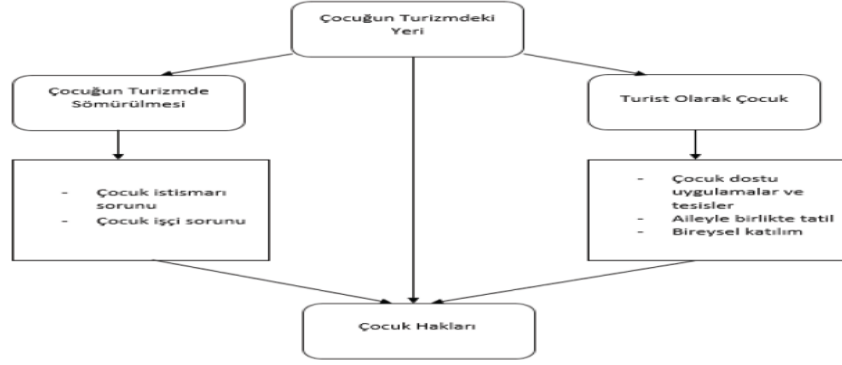 Çocuğun Turizmdeki
Yeri
Çocuğun Turizmde
Sömürülmesi
Turist Olarak Çocuk
- Çocuk istismarı
sorunu
- Çocuk işçi sorunu
- Çocuk dostu
uygulamalar ve
tesisler
- Aileyle birlikte tatil
- Bireysel katılım
Çocuk Hakları